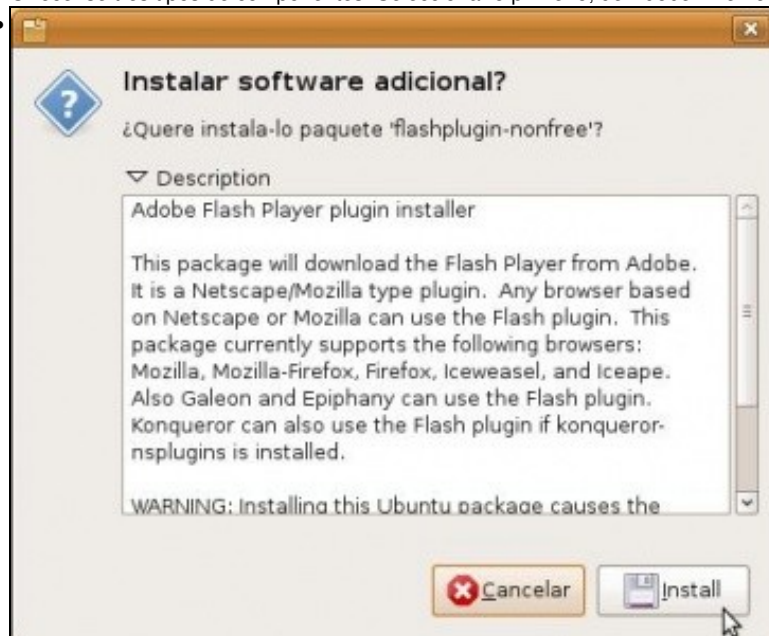 Instalar software adicional?
¿Quere instala-lo paquete 'flashplugin-nonfree'?
Description
Adobe Flash Player plugin installer
This package will download the Flash Player from Adobe.
It is a Netscape/Mozilla type plugin. Any browser based
on Netscape or Mozilla can use the Flash plugin. This
package currently supports the following browsers:
Mozilla, Mozilla-Firefox, Firefox, Iceweasel, and Iceape.
Also Galeon and Epiphany can use the Flash plugin.
Konqueror can also use the Flash plugin if konqueror-
nsplugins is installed.
WARNING: Installing this Ubuntu package causes the
Cancelar
Install